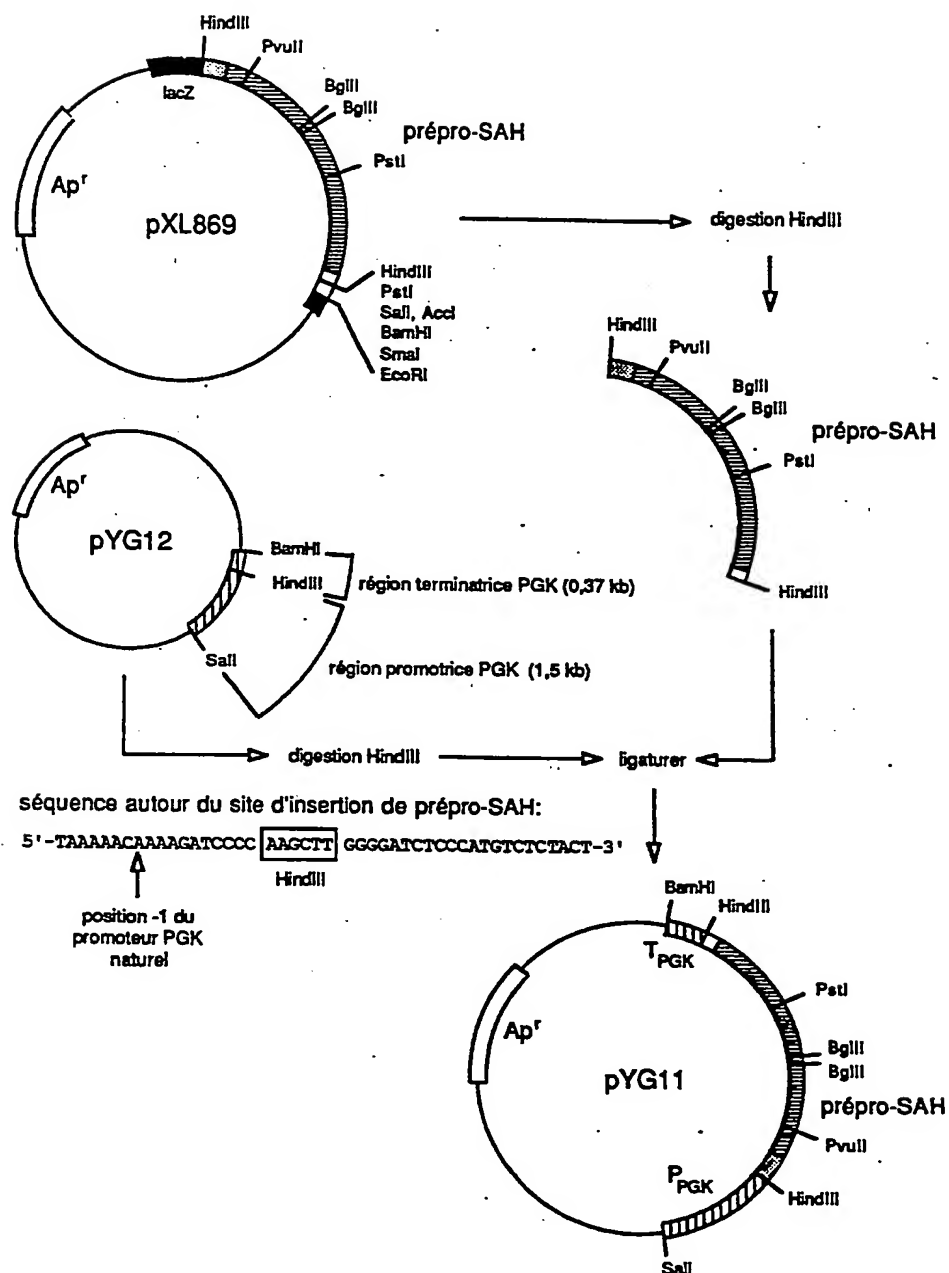 HindIII
PvuII
lacZ
BglII
BglII
prépro-SAH
PstI
Ap^r
pXL869
digestion HindIII
HindIII
PstI
SalI, AccI
BamHI
SmaI
EcoRI
HindIII
PvuII
BglII
BglII
prépro-SAH
PstI
HindIII
Ap^r
pYG12
BamHI
HindIII
région terminatrice PGK (0,37 kb)
SalI
région promotrice PGK (1,5 kb)
digestion HindIII
ligaturer
séquence autour du site d'insertion de prépro-SAH:
5'-TAAAAACAAAAGATCCCC AAGCTT GGGGATCTCCCATGTCTCTACT-3'
HindIII
position -1 du
promoteur PGK
naturel
BamHI
HindIII
T_PGK
PstI
Ap^r
BglII
BglII
pYG11
prépro-SAH
PvuII
P_PGK
HindIII
SalI